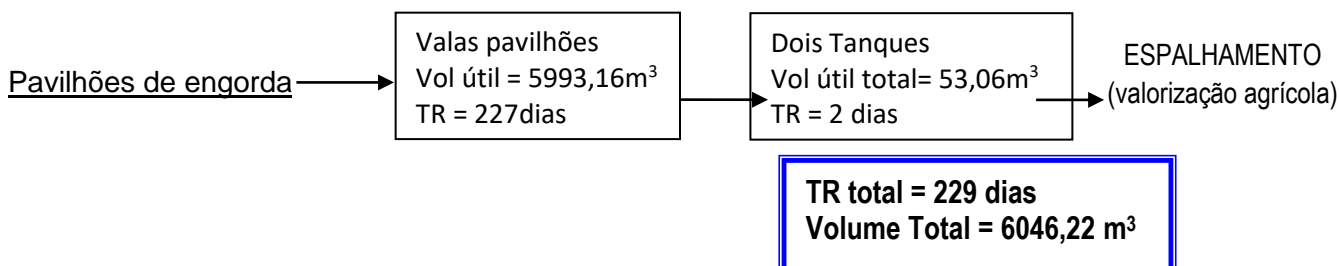 Pavilhões de engorda
Valas pavilhões
Vol útil = 5993,16m³
TR = 227dias
Dois Tanques
Vol útil total= 53,06m³
TR = 2 dias
ESPALHAMENTO
(valorização agrícola)
TR total = 229 dias
Volume Total = 6046,22 m³